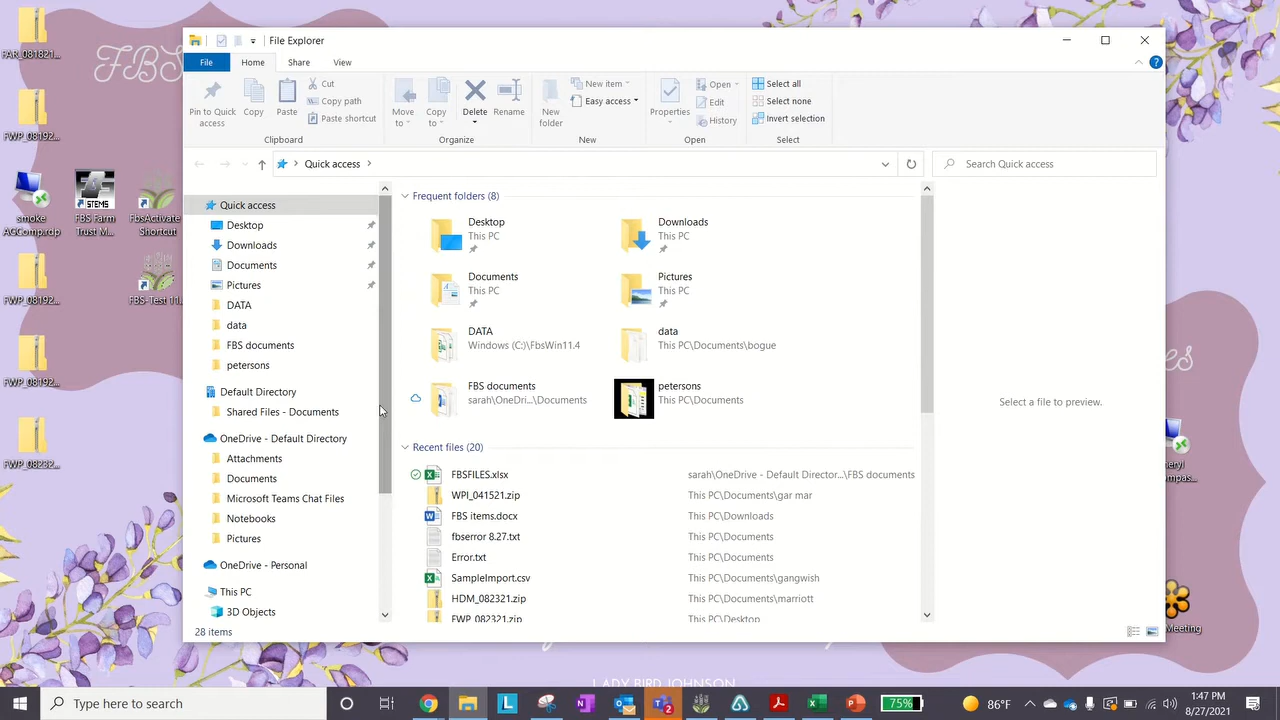 FAR_081821...
FBS
FWP_08192...
smoke
AGComp.rdp
STEMS
FBS Farm
Trust M...
FbsActivate
Shortcut
FWP_08192...
FBS-Test 11...
FWP_08192...
FWP_08232...
File Explorer
File
Home
Share
View
Pin to Quick
access
Copy
Paste
Cut
Copy path
Paste shortcut
Clipboard
Move
to
Copy
to
Delete
Rename
Organize
New
folder
New item
Easy access
New
Properties
Open
Edit
History
Open
Select all
Select none
Invert selection
Select
Quick access
Search Quick access
Quick access
Desktop
Downloads
Documents
Pictures
DATA
data
FBS documents
petersons
Default Directory
Shared Files - Documents
OneDrive - Default Directory
Attachments
Documents
Microsoft Teams Chat Files
Notebooks
Pictures
OneDrive - Personal
This PC
3D Objects
Frequent folders (8)
Desktop
This PC
Downloads
This PC
Documents
This PC
Pictures
This PC
DATA
Windows (C:)\FbsWin11.4
data
This PC\Documents\bogue
FBS documents
sarah\OneDri...\Documents
petersons
This PC\Documents
Recent files (20)
FBSFILES.xlsx sarah\OneDrive - Default Director...\FBS documents
WPI_041521.zip This PC\Documents\gar mar
FBS items.docx This PC\Downloads
fbserror 8.27.txt This PC\Documents
Error.txt This PC\Documents
SampleImport.csv This PC\Documents\gangwish
HDM_082321.zip This PC\Documents\marriott
FWP_082321.zip This PC\Desktop
Select a file to preview.
28 items
LADY BIRD JOHNSON
Type here to search
75%
86°F
1:47 PM
8/27/2021